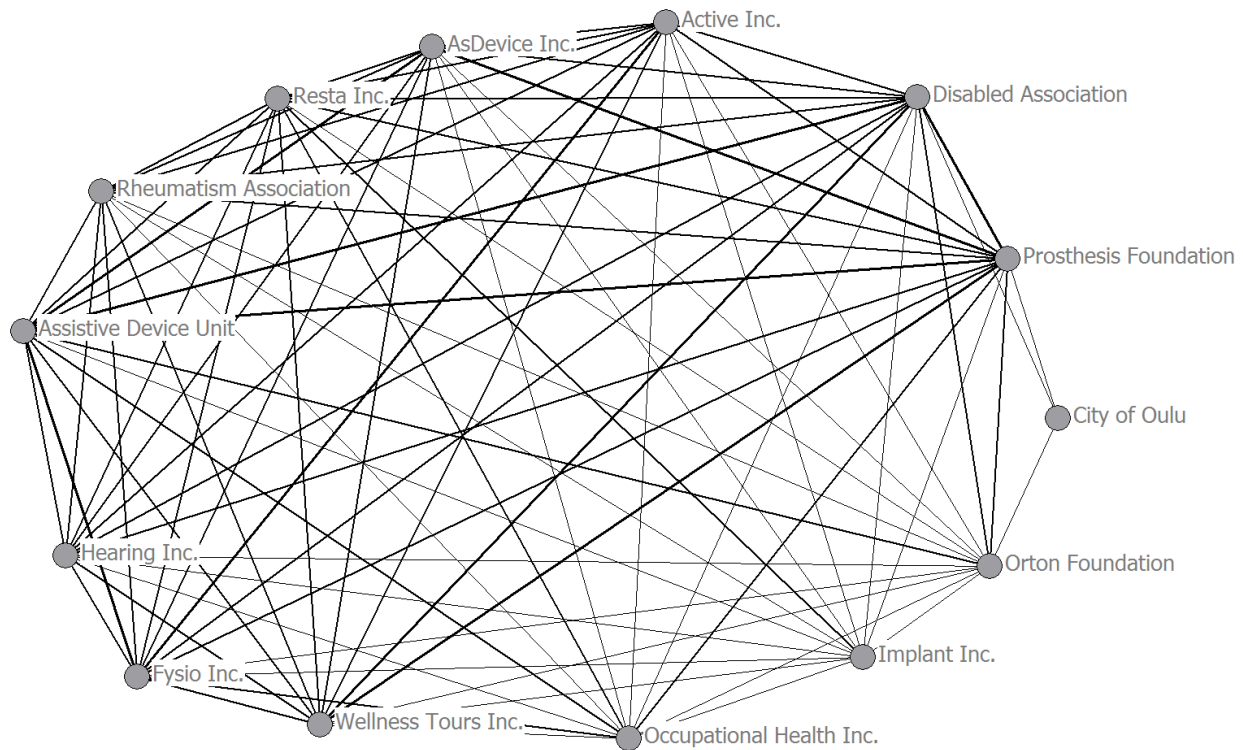 Active Inc.
AsDevice Inc.
Resta Inc.
Disabled Association
Rheumatism Association
Prosthesis Foundation
Assistive Device Unit
City of Oulu
Hearing Inc.
Orton Foundation
Implant Inc.
Fysio Inc.
Wellness Tours Inc.
Occupational Health Inc.